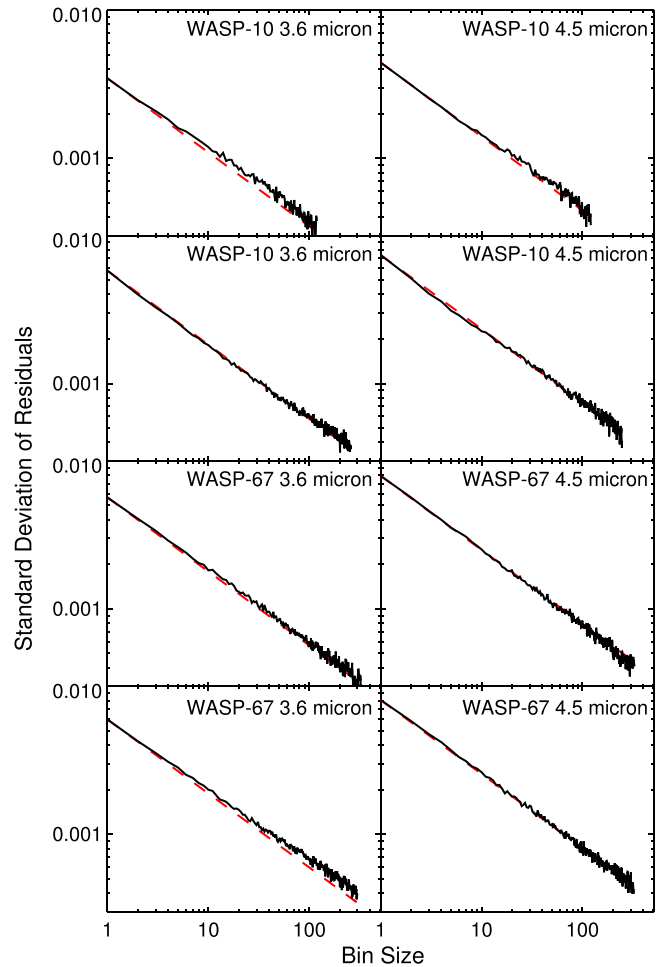 0.010
WASP-10 3.6 micron
WASP-10 4.5 micron
0.001
0.010
WASP-10 3.6 micron
WASP-10 4.5 micron
0.001
Standard Deviation of Residuals
0.010
WASP-67 3.6 micron
WASP-67 4.5 micron
0.001
0.010
WASP-67 3.6 micron
WASP-67 4.5 micron
0.001
1 10 100 1 10 100
Bin Size